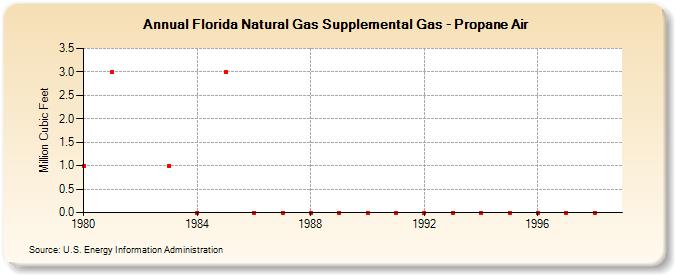 Annual Florida Natural Gas Supplemental Gas - Propane Air
Million Cubic Feet
3.5
3.0
2.5
2.0
1.5
1.0
0.5
0.0
1980 1984 1988 1992 1996
Source: U.S. Energy Information Administration